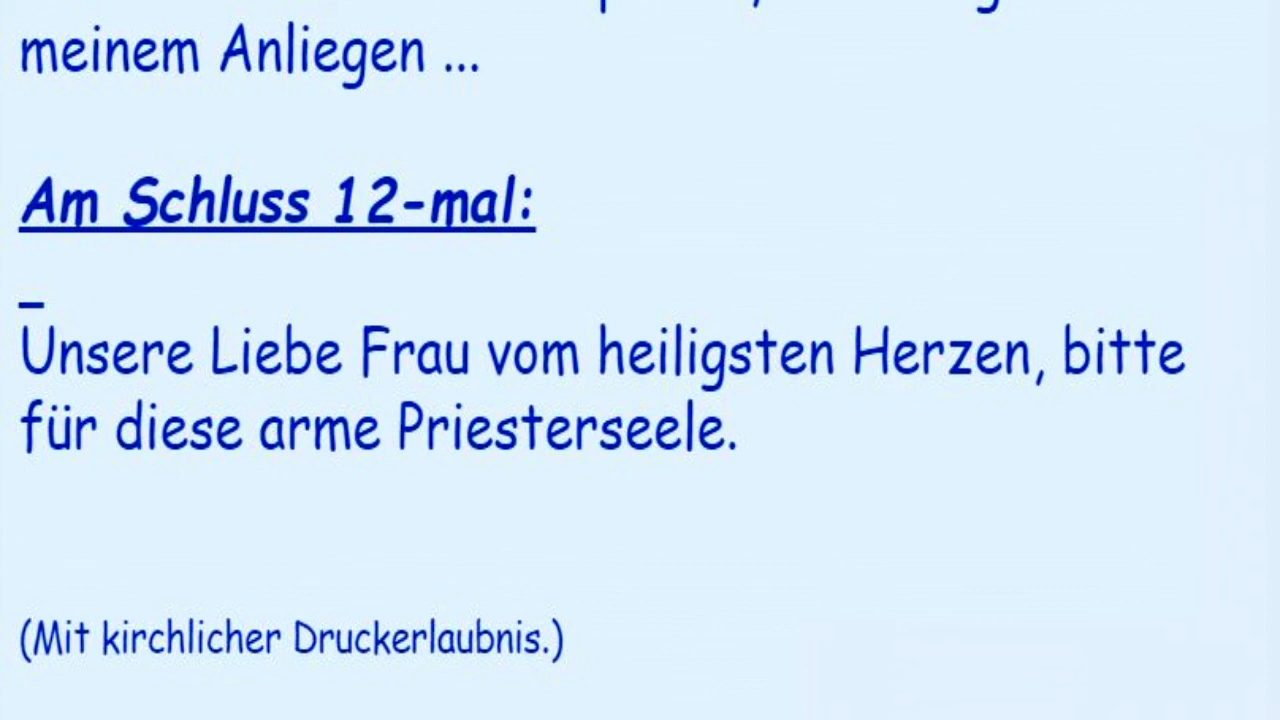 meinem Anliegen ...
Am Schluss 12-mal:
_
Unsere Liebe Frau vom heiligsten Herzen, bitte
für diese arme Priesterseele.
(Mit kirchlicher Druckerlaubnis.)